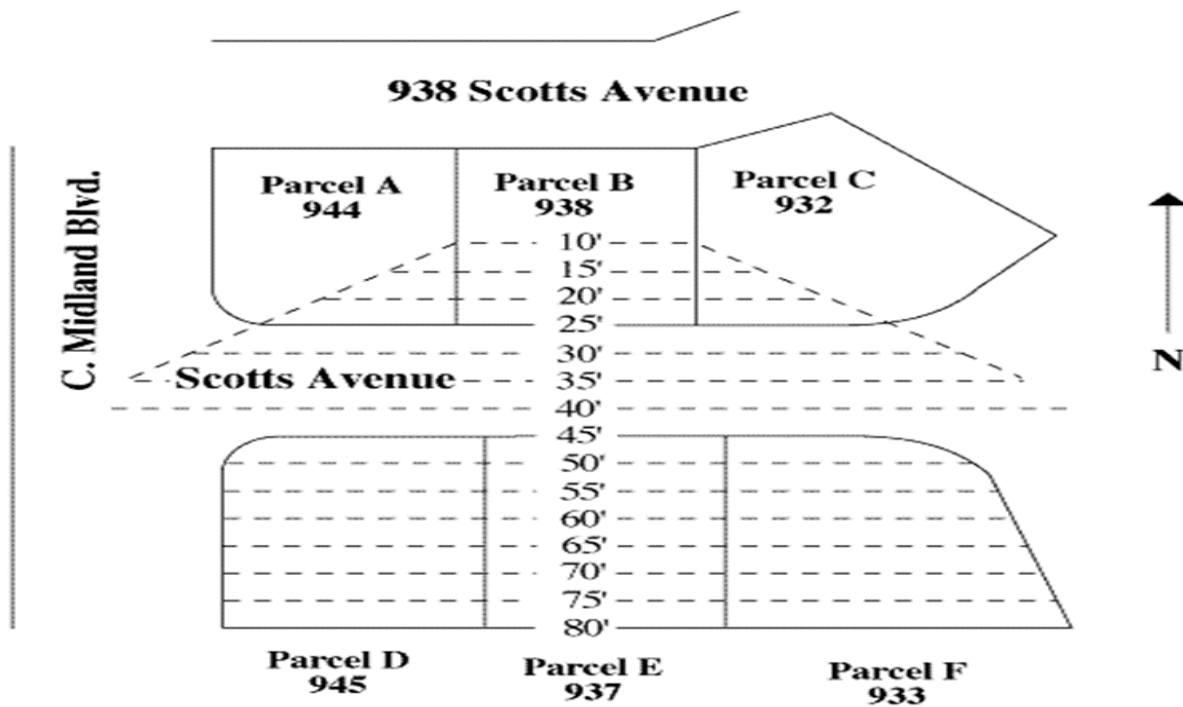 938 Scotts Avenue
C. Midland Blvd.
Parcel A
944
Parcel B
938
Parcel C
932
10'
15'
20'
25'
30'
Scotts Avenue
35'
40'
45'
50'
55'
60'
65'
70'
75'
80'
N
Parcel D
945
Parcel E
937
Parcel F
933